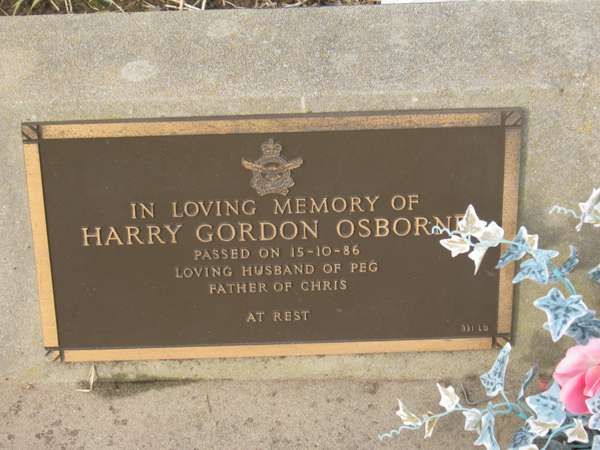 IN LOVING MEMORY OF
HARRY GORDON OSBORNE
PASSED ON 15-10-86
LOVING HUSBAND OF PEG
FATHER OF CHRIS
AT REST
331 LD